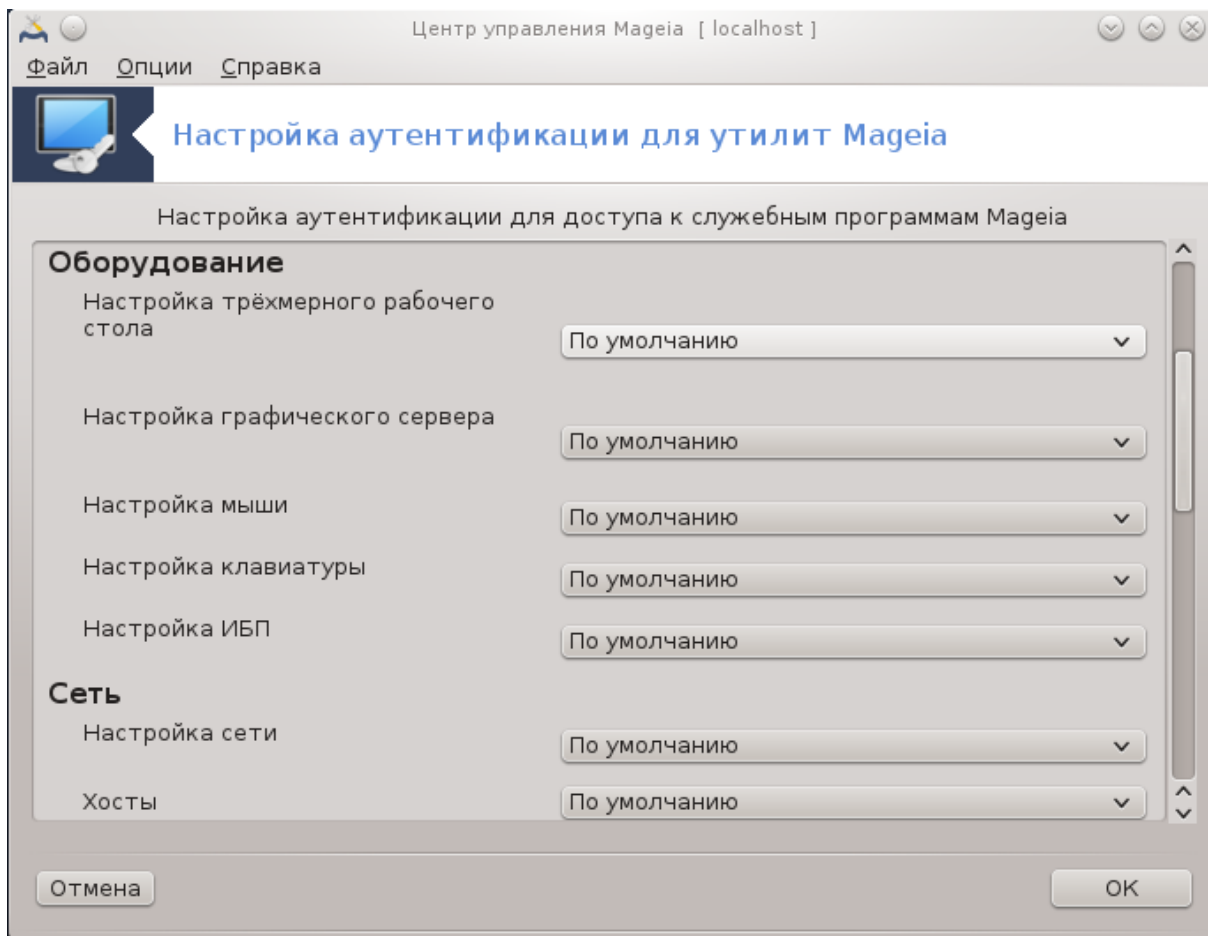 Центр управления Mageia [ localhost ]
Файл Опции Справка
Настройка аутентификации для утилит Mageia
Настройка аутентификации для доступа к служебным программам Mageia
Оборудование
Настройка трёхмерного рабочего
стола
По умолчанию
Настройка графического сервера
По умолчанию
Настройка мыши
По умолчанию
Настройка клавиатуры
По умолчанию
Настройка ИБП
По умолчанию
Сеть
Настройка сети
По умолчанию
Хосты
По умолчанию
Отмена
OK